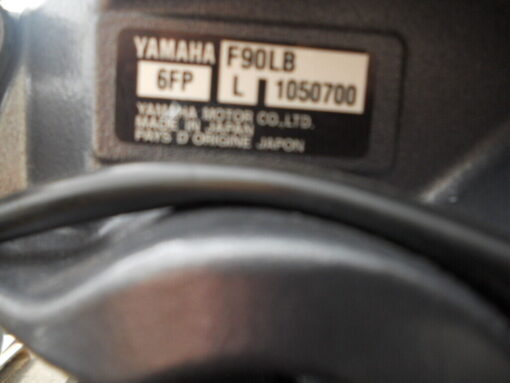 YAMAHA F90LB
6FP L 1050700
YAMAHA MOTOR CO.,LTD.
MADE IN JAPAN
PAYS D'ORIGINE JAPON